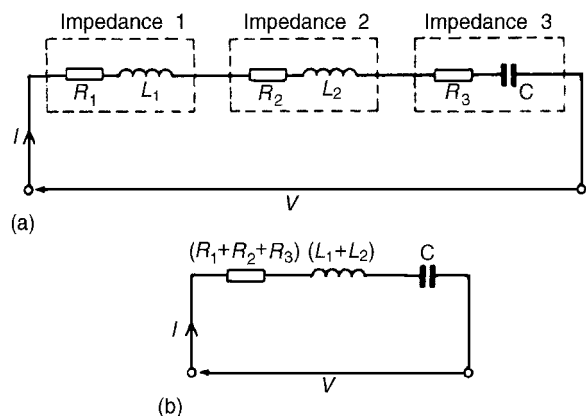 Impedance 1 Impedance 2 Impedance 3
R₁ L₁ R₂ L₂ R₃ C
I
V
(a)
(R₁+R₂+R₃) (L₁+L₂) C
I
V
(b)